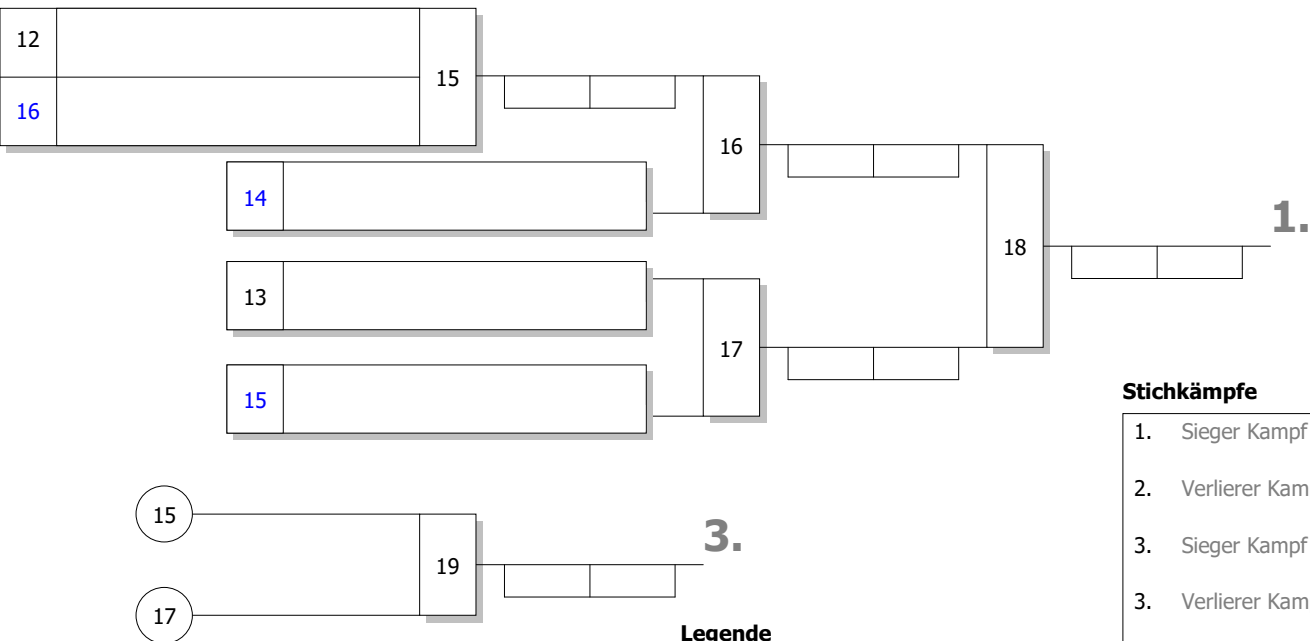 12
15
16
16
14
1.
18
13
17
15
Stichkämpfe
1. Sieger Kampf
2. Verlierer Kam
15
3.
3. Sieger Kampf
19
3. Verlierer Kam
17
Legende